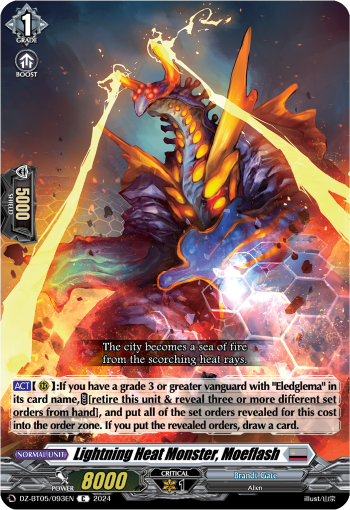 1
GRADE
BOOST
5000
SHIELD
The city becomes a sea of fire
from the scorching heat rays.
ACT【 】:If you have a grade 3 or greater vanguard with "Eledglema" in
its card name, [retire this unit & reveal three or more different set
orders from hand], and put all of the set orders revealed for this cost
into the order zone. If you put the revealed orders, draw a card.
NORMAL UNIT
Lightning Heat Monster, Moeflash
POWER 8000
CRITICAL
1
Brandt Gate
Alien
DZ-BT05/093EN C 2024
illust/山宗